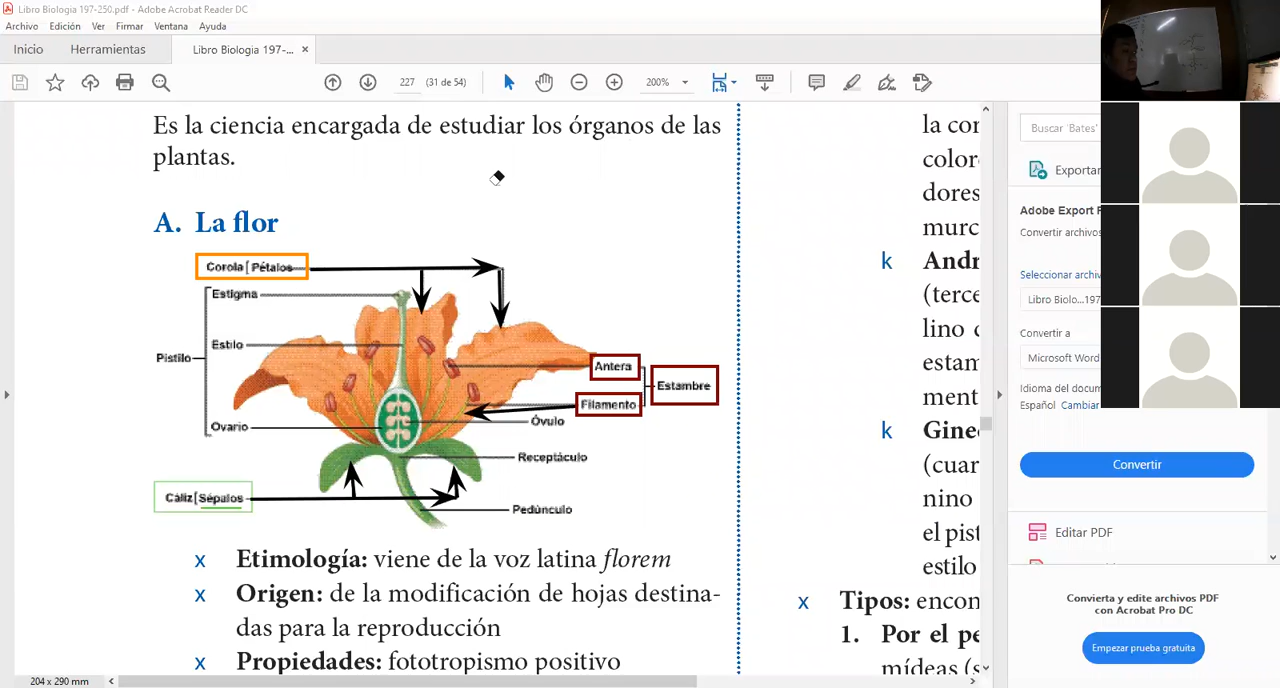 Libro Biologia 197-250.pdf - Adobe Acrobat Reader DC
Archivo Edición Ver Firmar Ventana Ayuda
Inicio Herramientas Libro Biologia 197-... ×
227 (31 de 54) 200%
Es la ciencia encargada de estudiar los órganos de las
plantas.
A. La flor
Corola [ Pétalos
Estigma
Estilo
Pistilo
Ovario
Antera
Estambre
Filamento
Óvulo
Receptáculo
Cáliz [ Sépalos
Pedúnculo
x Etimología: viene de la voz latina florem
x Origen: de la modificación de hojas destina-
das para la reproducción
x Propiedades: fototropismo positivo
la cor
colore
dores
murc
k Andr
(terce
lino
estam
ment
k Gine
(cuar
nino
el pist
estilo
x Tipos: encon
1. Por el pe
mídeas (s
204 x 290 mm
Buscar 'Bates'
Exportar
Adobe Export P
Convertir archivos
Seleccionar archiv
Libro Biolo...197
Convertir a
Microsoft Word
Idioma del docum
Español Cambiar
Convertir
Editar PDF
Convierta y edite archivos PDF
con Acrobat Pro DC
Empezar prueba gratuita